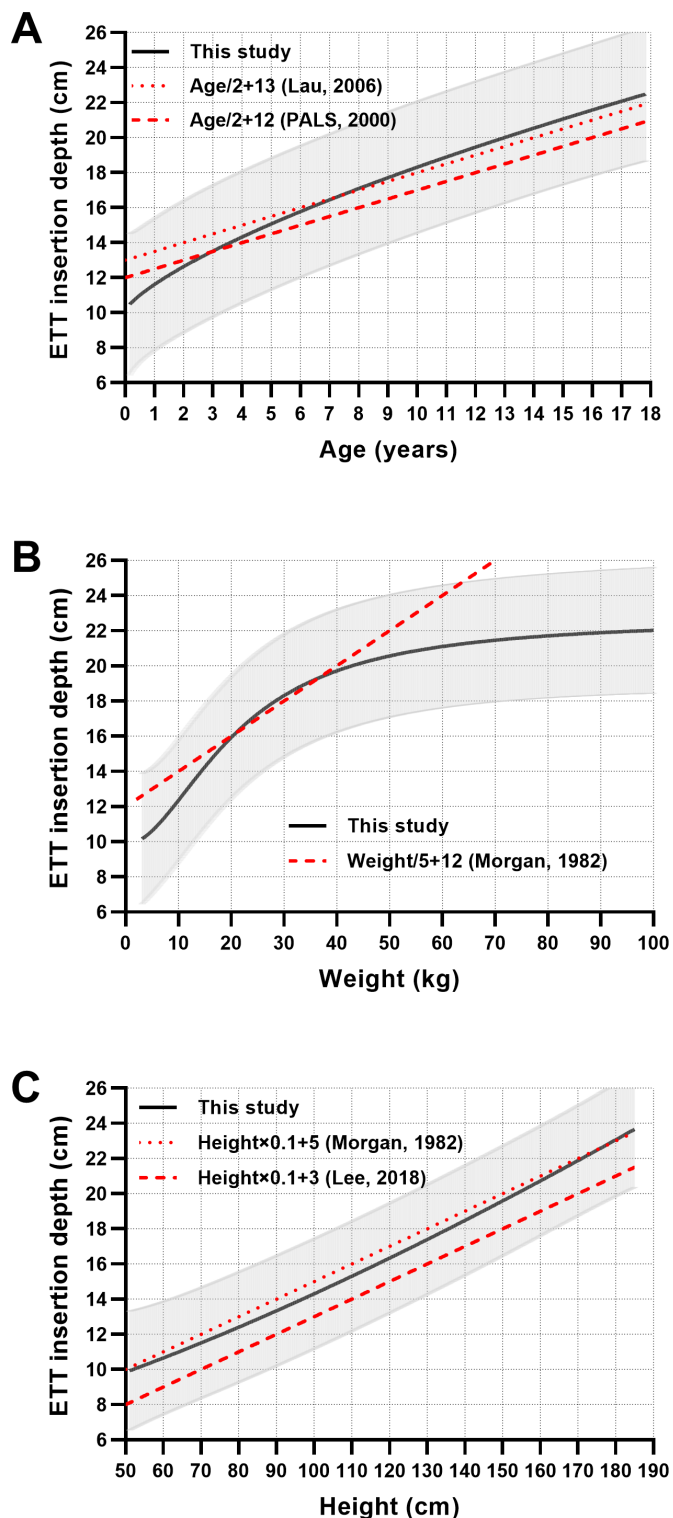 A
ETT insertion depth (cm)
26
24
22
20
18
16
14
12
10
8
6
This study
Age/2+13 (Lau, 2006)
Age/2+12 (PALS, 2000)
0 1 2 3 4 5 6 7 8 9 10 11 12 13 14 15 16 17 18
Age (years)
B
ETT insertion depth (cm)
26
24
22
20
18
16
14
12
10
8
6
This study
Weight/5+12 (Morgan, 1982)
0 10 20 30 40 50 60 70 80 90 100
Weight (kg)
C
ETT insertion depth (cm)
26
24
22
20
18
16
14
12
10
8
6
This study
Height×0.1+5 (Morgan, 1982)
Height×0.1+3 (Lee, 2018)
50 60 70 80 90 100 110 120 130 140 150 160 170 180 190
Height (cm)